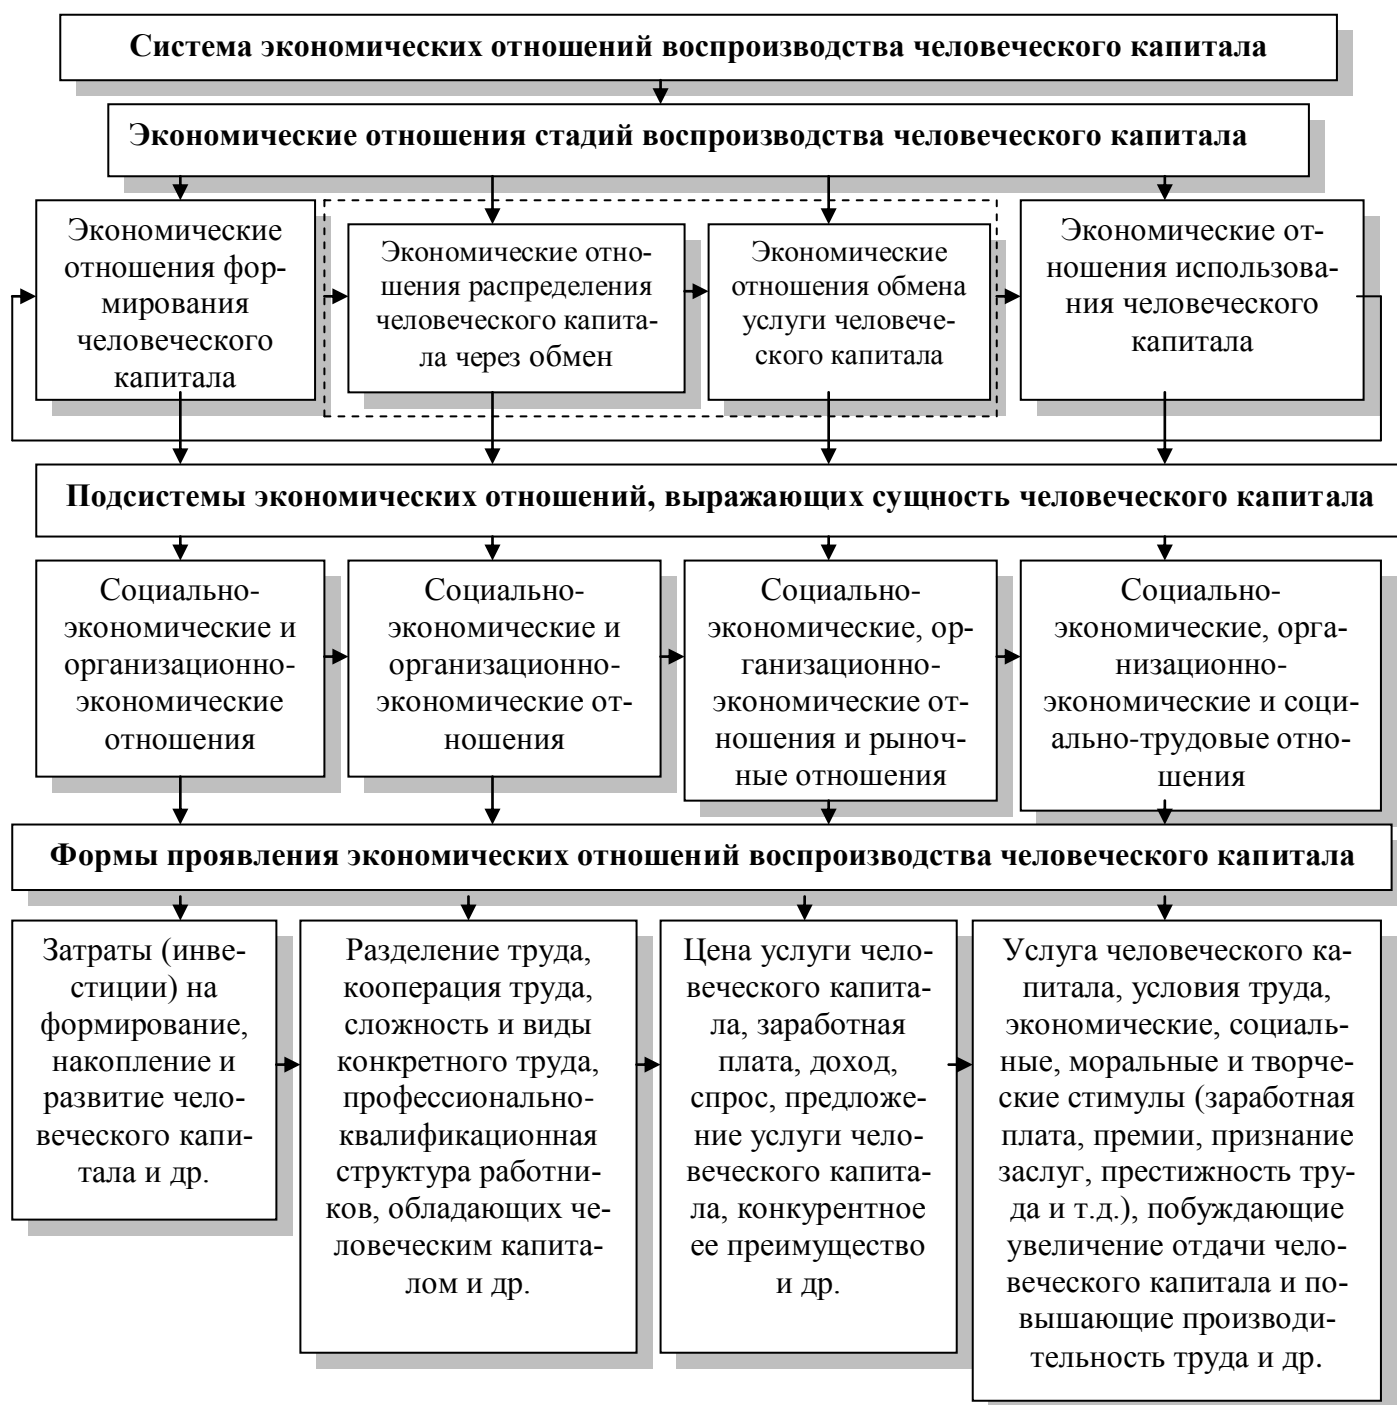 Система экономических отношений воспроизводства человеческого капитала
Экономические отношения стадий воспроизводства человеческого капитала
Экономические
отношения фор-
мирования
человеческого
капитала
Экономические отно-
шения распределения
человеческого капита-
ла через обмен
Экономические
отношения обмена
услуги человече-
ского капитала
Экономические от-
ношения использова-
ния человеческого
капитала
Подсистемы экономических отношений, выражающих сущность человеческого капитала
Социально-
экономические и
организационно-
экономические
отношения
Социально-
экономические и
организационно-
экономические от-
ношения
Социально-
экономические, ор-
ганизационно-
экономические от-
ношения и рыноч-
ные отношения
Социально-
экономические, орга-
низационно-
экономические и соци-
ально-трудовые отно-
шения
Формы проявления экономических отношений воспроизводства человеческого капитала
Затраты (инве-
стиции) на
формирование,
накопление и
развитие чело-
веческого капи-
тала и др.
Разделение труда,
кооперация труда,
сложность и виды
конкретного труда,
профессионально-
квалификационная
структура работни-
ков, обладающих че-
ловеческим капита-
лом и др.
Цена услуги чело-
веческого капита-
ла, заработная
плата, доход,
спрос, предложе-
ние услуги чело-
веческого капита-
ла, конкурентное
ее преимущество
и др.
Услуга человеческого ка-
питала, условия труда,
экономические, социаль-
ные, моральные и творче-
ские стимулы (заработная
плата, премии, признание
заслуг, престижность тру-
да и т.д.), побуждающие
увеличение отдачи чело-
веческого капитала и по-
вышающие производи-
тельность труда и др.